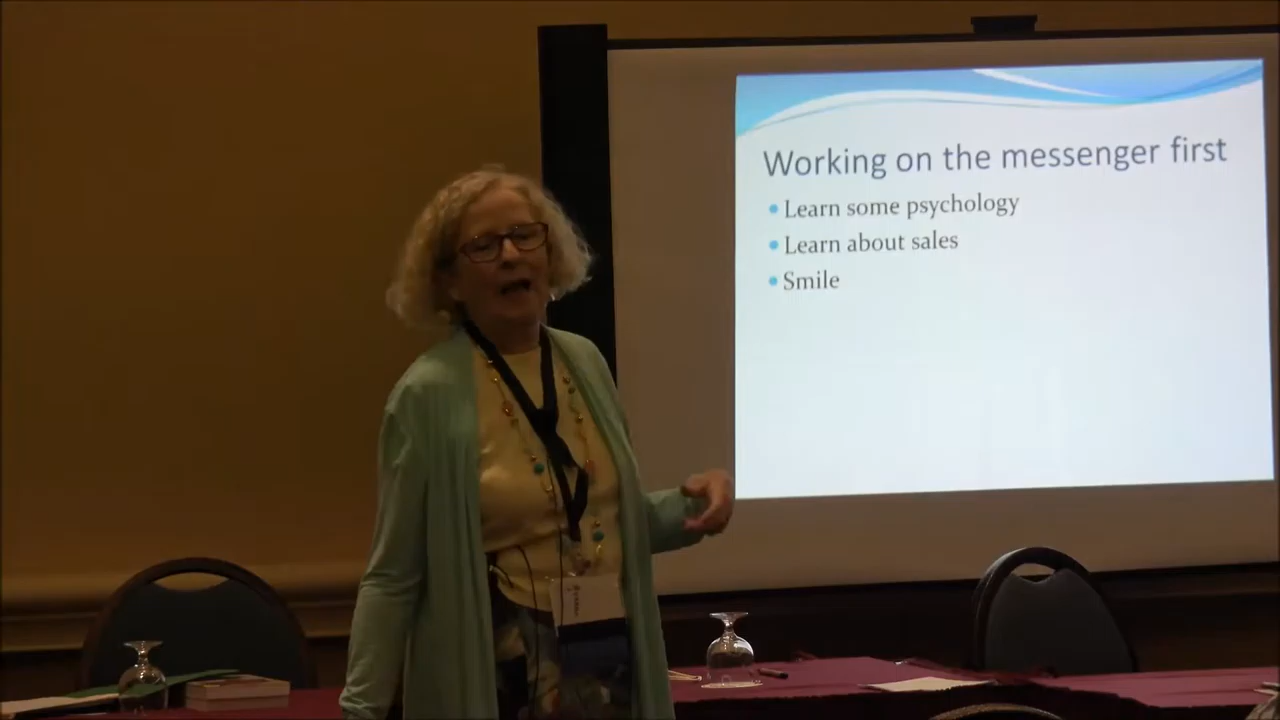 Working on the messenger first
Learn some psychology
Learn about sales
Smile